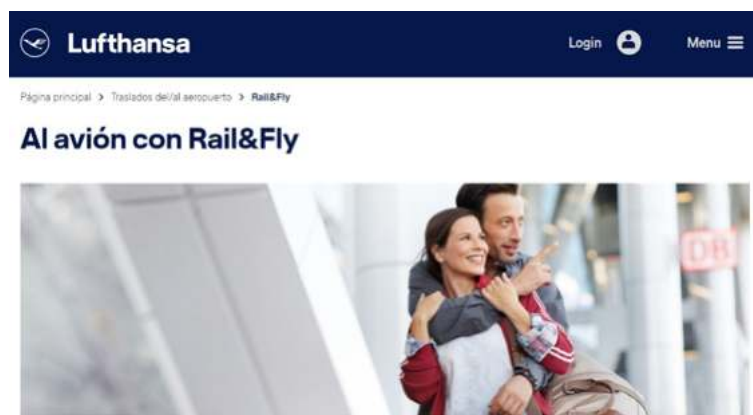 Lufthansa
Login
Menu
Página principal > Traslados del/al aeropuerto > Rail&Fly
Al avión con Rail&Fly
DB